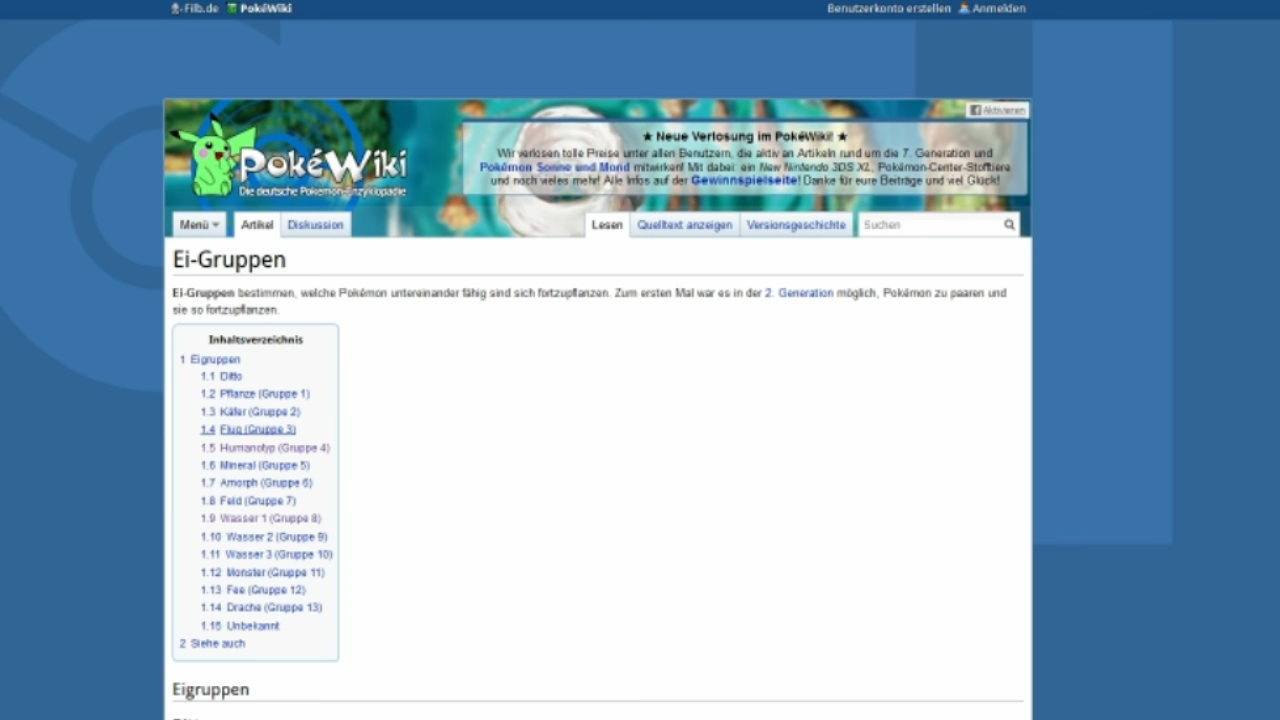 Filb.de PokéWiki Benutzerkonto erstellen Anmelden
Aktivieren
★ Neue Verlosung im PokéWiki! ★
Wir verlosen tolle Preise unter allen Benutzern, die aktiv an Artikeln rund um die 7. Generation und
Pokémon Sonne und Mond mitwirken! Mit dabei: ein New Nintendo 3DS XL, Pokémon-Center-Stofftiere
und noch vieles mehr! Alle Infos auf der Gewinnspielseite! Danke für eure Beiträge und viel Glück!
PokéWiki
Die deutsche Pokémon-Enzyklopädie
Menü Artikel Diskussion Lesen Quelltext anzeigen Versionsgeschichte Suchen
Ei-Gruppen
Ei-Gruppen bestimmen, welche Pokémon untereinander fähig sind sich fortzupflanzen. Zum ersten Mal war es in der 2. Generation möglich, Pokémon zu paaren und
sie so fortzupflanzen.
Inhaltsverzeichnis
1 Eigruppen
1.1 Ditto
1.2 Pflanze (Gruppe 1)
1.3 Käfer (Gruppe 2)
1.4 Flug (Gruppe 3)
1.5 Humanotyp (Gruppe 4)
1.6 Mineral (Gruppe 5)
1.7 Amorph (Gruppe 6)
1.8 Feld (Gruppe 7)
1.9 Wasser 1 (Gruppe 8)
1.10 Wasser 2 (Gruppe 9)
1.11 Wasser 3 (Gruppe 10)
1.12 Monster (Gruppe 11)
1.13 Fee (Gruppe 12)
1.14 Drache (Gruppe 13)
1.15 Unbekannt
2 Siehe auch
Eigruppen